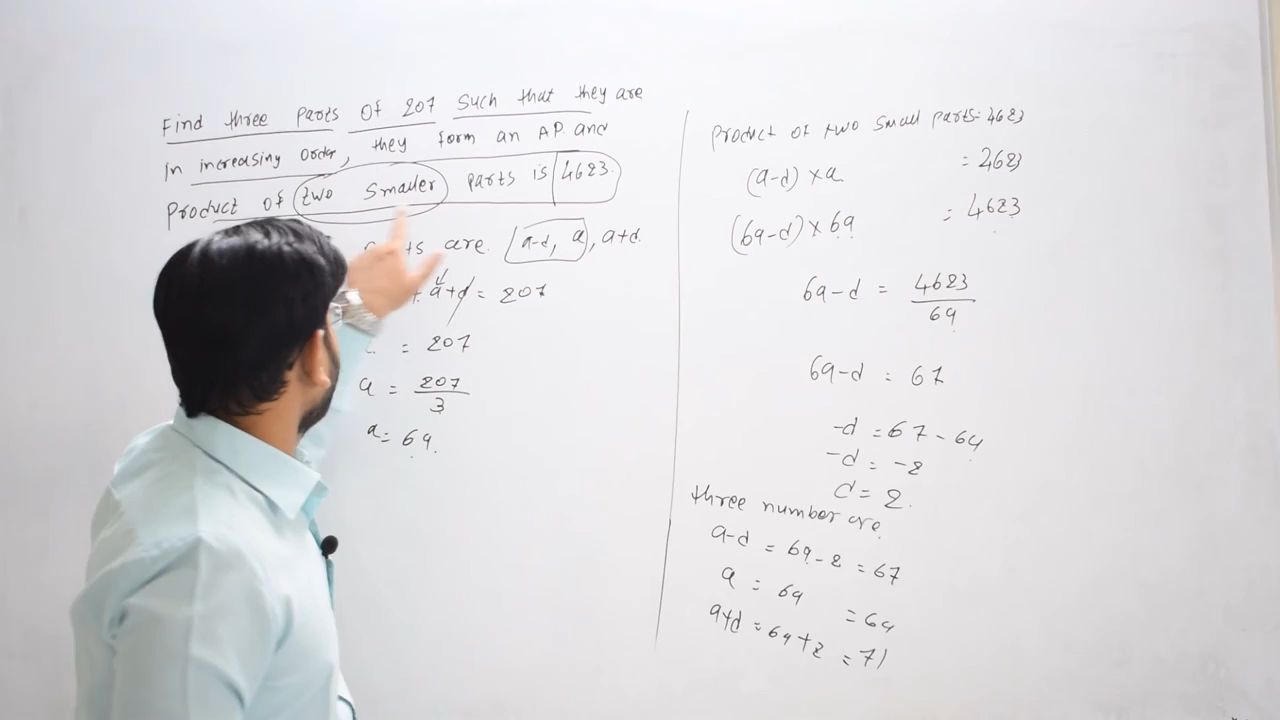 Find three parts Of 207 Such that they are
in increasing order, they form an A.P. and
Product of two Smaller parts is 4623.
are (a-d, a), a+d.
a+d = 207
= 207
a = 207/3
a = 69.
Product of two small parts = 4623
(a-d) × a = 4623
(69-d) × 69 = 4623
69-d = 4623/69
69-d = 67
-d = 67 - 69
-d = -2
d = 2.
three number are
a-d = 69-2 = 67
a = 69 = 69
a+d = 69+2 = 71